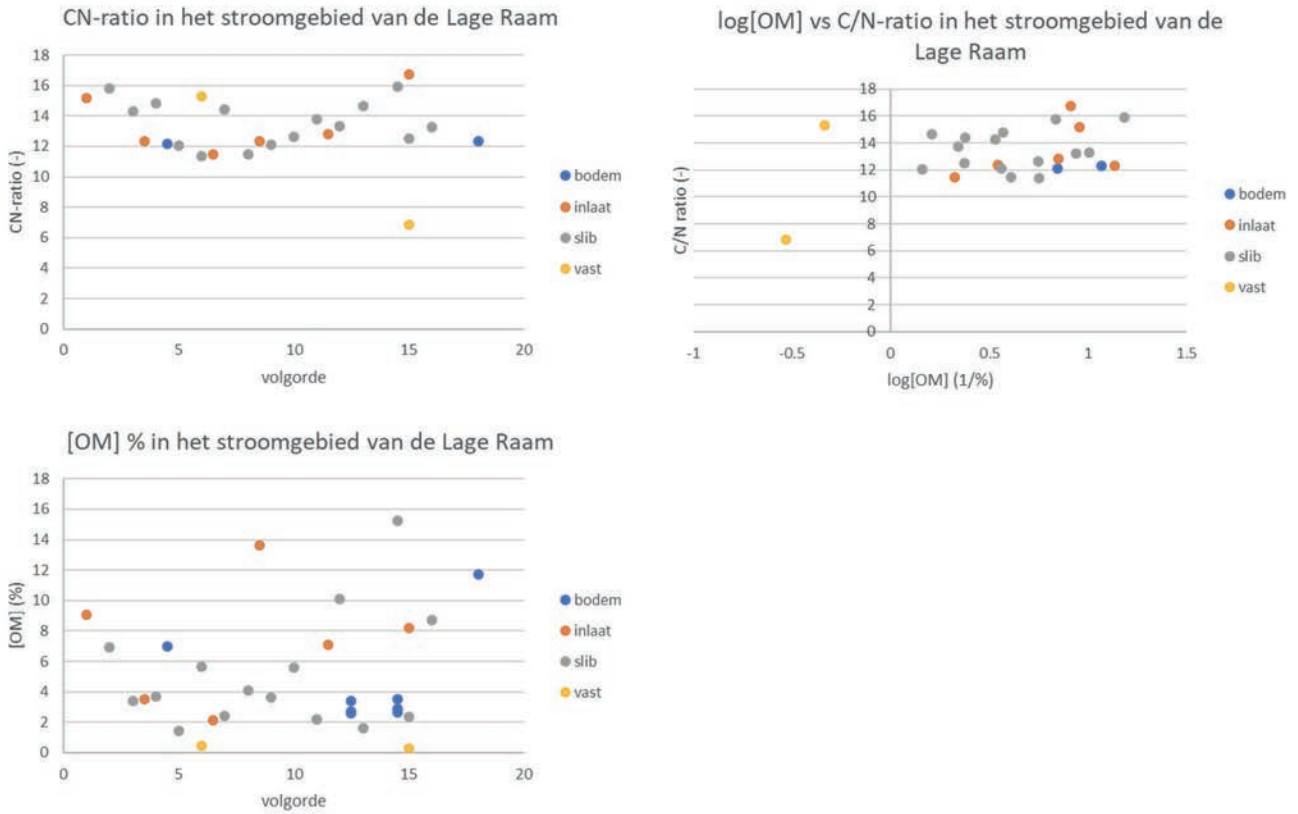 CN-ratio in het stroomgebied van de Lage Raam
18
16
14
12
10
8
6
4
2
0
CN-ratio (-)
0 5 10 15 20
volgorde
bodem
inlaat
slib
vast
log[OM] vs C/N-ratio in het stroomgebied van de
Lage Raam
18
16
14
12
10
8
6
4
2
0
C/N ratio (-)
-1 -0.5 0 0.5 1 1.5
log[OM] (1/%)
bodem
inlaat
slib
vast
[OM] % in het stroomgebied van de Lage Raam
18
16
14
12
10
8
6
4
2
0
[OM] (%)
0 5 10 15 20
volgorde
bodem
inlaat
slib
vast